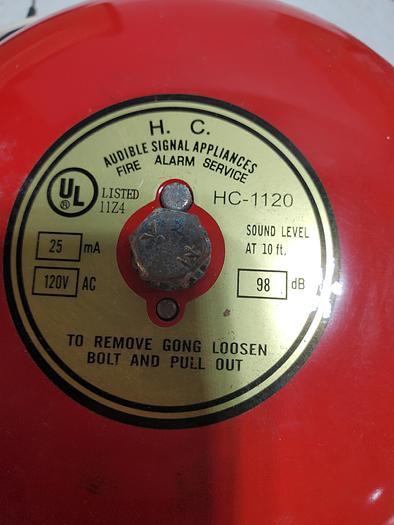 H. C.
AUDIBLE SIGNAL APPLIANCES
FIRE ALARM SERVICE
UL
®
LISTED
11Z4
HC-1120
25 mA
120V AC
SOUND LEVEL
AT 10 ft.
98 dB
TO REMOVE GONG LOOSEN
BOLT AND PULL OUT